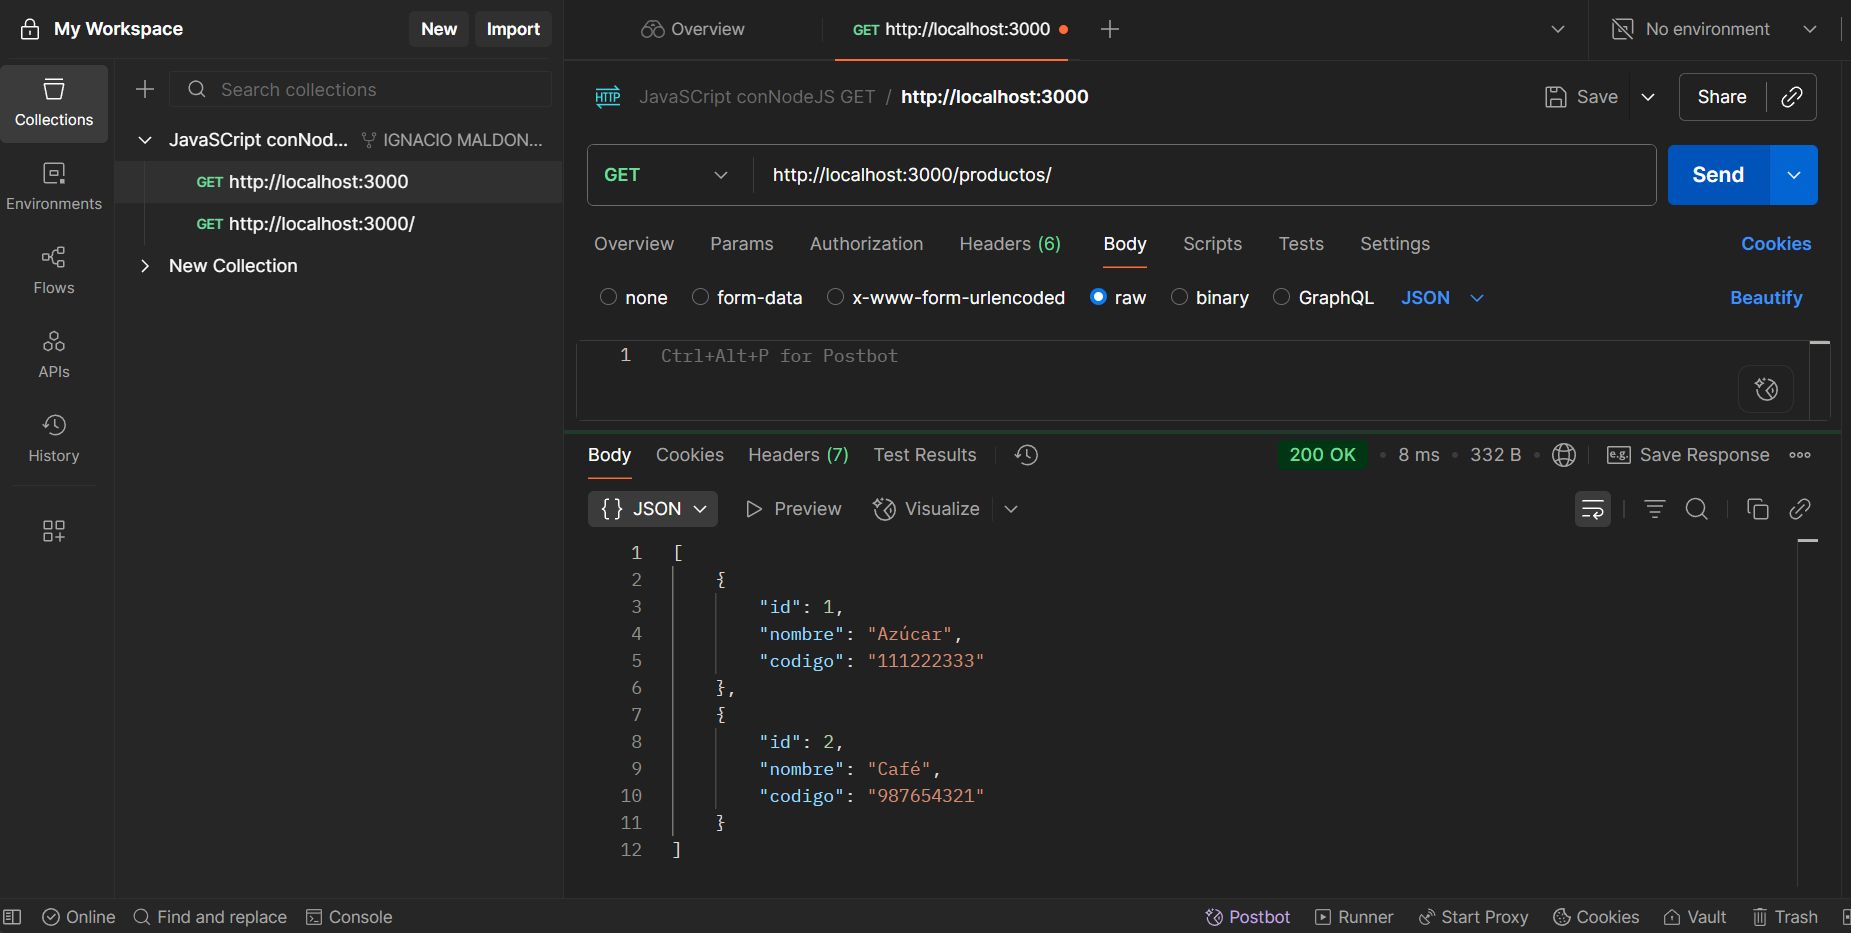 My Workspace New Import
Overview GET http://localhost:3000 No environment
Collections
Environments
Flows
APIs
History
Search collections
JavaSCript conNod... IGNACIO MALDON...
GET http://localhost:3000
GET http://localhost:3000/
New Collection
HTTP JavaSCript conNodeJS GET / http://localhost:3000 Save Share
GET http://localhost:3000/productos/ Send
Overview Params Authorization Headers (6) Body Scripts Tests Settings Cookies
none form-data x-www-form-urlencoded raw binary GraphQL JSON Beautify
1 Ctrl+Alt+P for Postbot
Body Cookies Headers (7) Test Results 200 OK • 8 ms • 332 B • e.g. Save Response
{} JSON Preview Visualize
1 [
2 {
3 "id": 1,
4 "nombre": "Azúcar",
5 "codigo": "111222333"
6 },
7 {
8 "id": 2,
9 "nombre": "Café",
10 "codigo": "987654321"
11 }
12 ]
Online Find and replace Console Postbot Runner Start Proxy Cookies Vault Trash